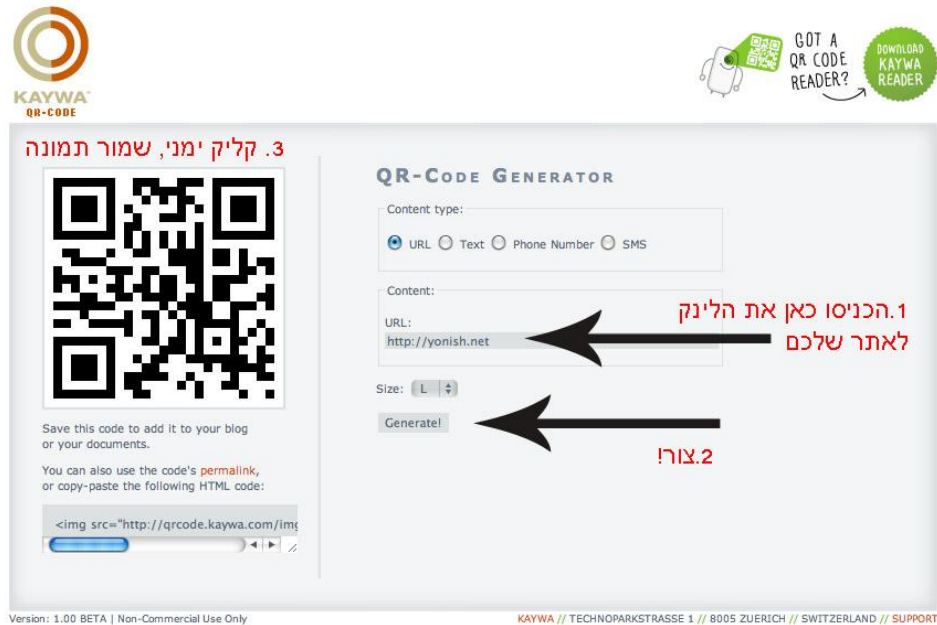 KAYWA
QR-CODE
GOT A
QR CODE
READER?
DOWNLOAD
KAYWA
READER
3. קליק ימני, שמור תמונה
QR-CODE GENERATOR
Content type:
URL Text Phone Number SMS
Content:
URL:
http://yonish.net
1.הכניסו כאן את הלינק
לאתר שלכם
Size: L
Generate!
2.צור!
Save this code to add it to your blog
or your documents.
You can also use the code's permalink,
or copy-paste the following HTML code:
<img src="http://qrcode.kaywa.com/img
Version: 1.00 BETA | Non-Commercial Use Only
KAYWA // TECHNOPARKSTRASSE 1 // 8005 ZUERICH // SWITZERLAND // SUPPORT